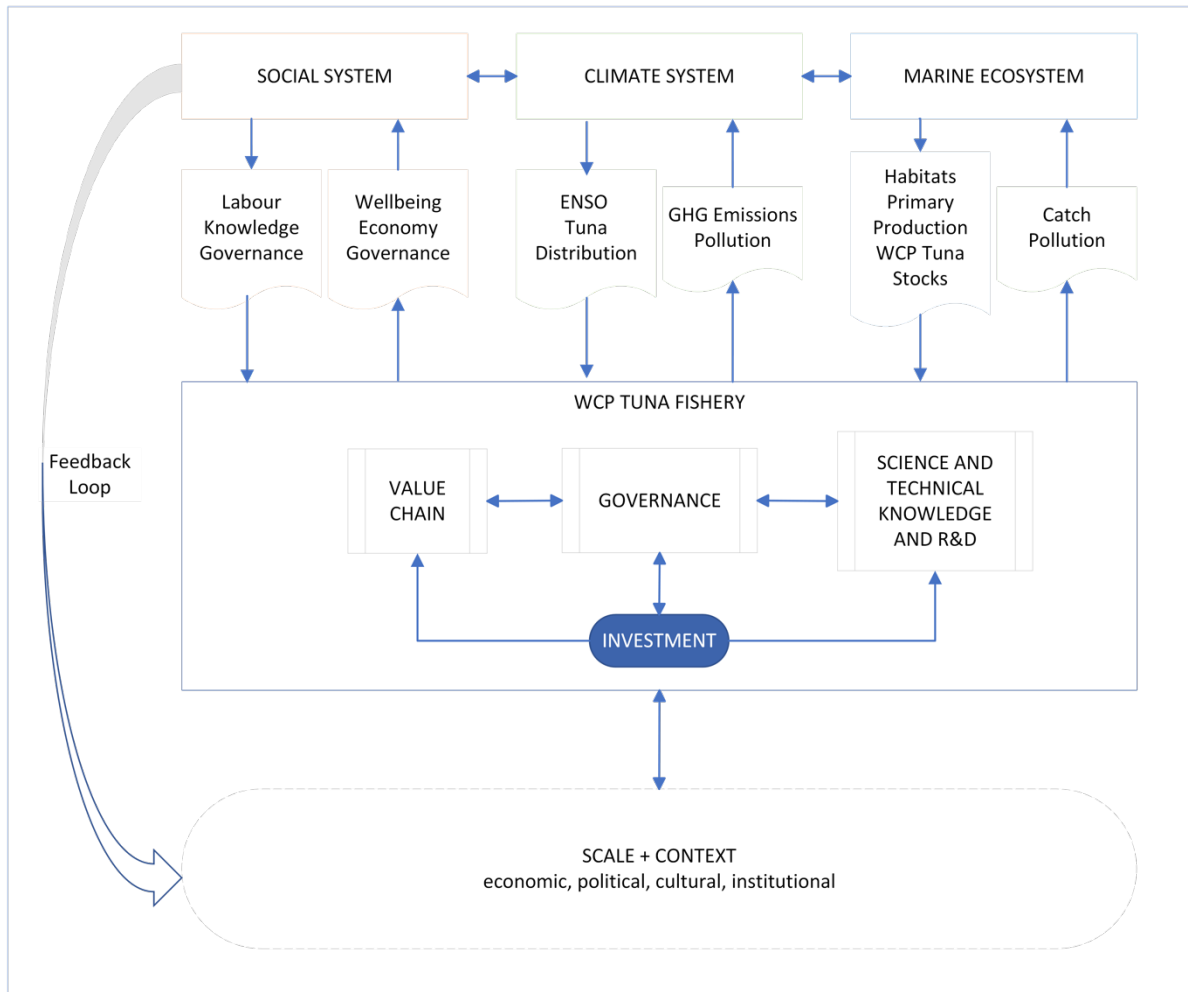 SOCIAL SYSTEM
CLIMATE SYSTEM
MARINE ECOSYSTEM
Labour
Knowledge
Governance
Wellbeing
Economy
Governance
ENSO
Tuna
Distribution
GHG Emissions
Pollution
Habitats
Primary
Production
WCP Tuna
Stocks
Catch
Pollution
WCP TUNA FISHERY
Feedback
Loop
VALUE
CHAIN
GOVERNANCE
SCIENCE AND
TECHNICAL
KNOWLEDGE
AND R&D
INVESTMENT
SCALE + CONTEXT
economic, political, cultural, institutional